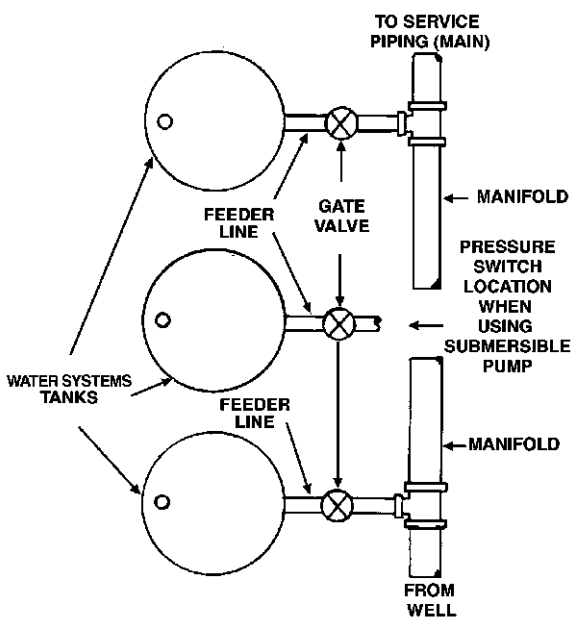 TO SERVICE
PIPING (MAIN)
FEEDER
LINE
GATE
VALVE
MANIFOLD
PRESSURE
SWITCH
LOCATION
WHEN
USING
SUBMERSIBLE
PUMP
WATER SYSTEMS
TANKS
FEEDER
LINE
MANIFOLD
FROM
WELL